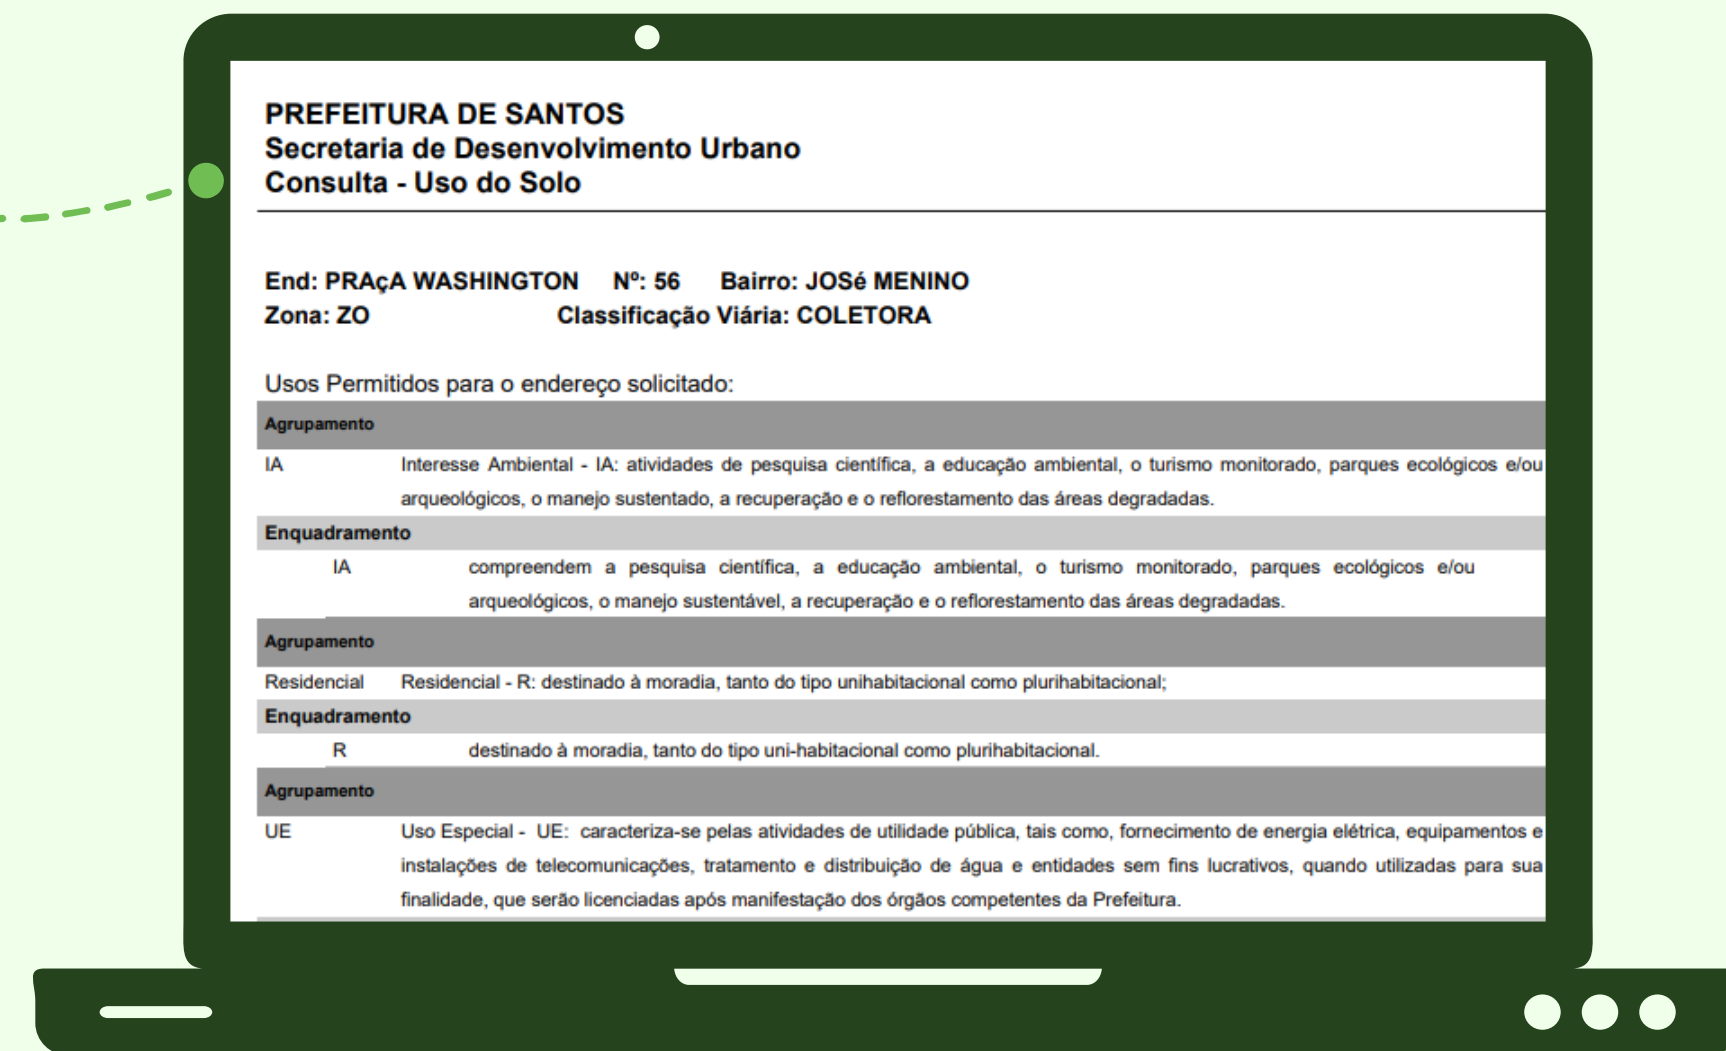 PREFEITURA DE SANTOS
Secretaria de Desenvolvimento Urbano
Consulta - Uso do Solo
End: PRAçA WASHINGTON Nº: 56 Bairro: JOSé MENINO
Zona: ZO Classificação Viária: COLETORA
Usos Permitidos para o endereço solicitado:
Agrupamento
IA Interesse Ambiental - IA: atividades de pesquisa científica, a educação ambiental, o turismo monitorado, parques ecológicos e/ou
arqueológicos, o manejo sustentado, a recuperação e o reflorestamento das áreas degradadas.
Enquadramento
IA compreendem a pesquisa científica, a educação ambiental, o turismo monitorado, parques ecológicos e/ou
arqueológicos, o manejo sustentável, a recuperação e o reflorestamento das áreas degradadas.
Agrupamento
Residencial Residencial - R: destinado à moradia, tanto do tipo unihabitacional como plurihabitacional;
Enquadramento
R destinado à moradia, tanto do tipo uni-habitacional como plurihabitacional.
Agrupamento
UE Uso Especial - UE: caracteriza-se pelas atividades de utilidade pública, tais como, fornecimento de energia elétrica, equipamentos e
instalações de telecomunicações, tratamento e distribuição de água e entidades sem fins lucrativos, quando utilizadas para sua
finalidade, que serão licenciadas após manifestação dos órgãos competentes da Prefeitura.